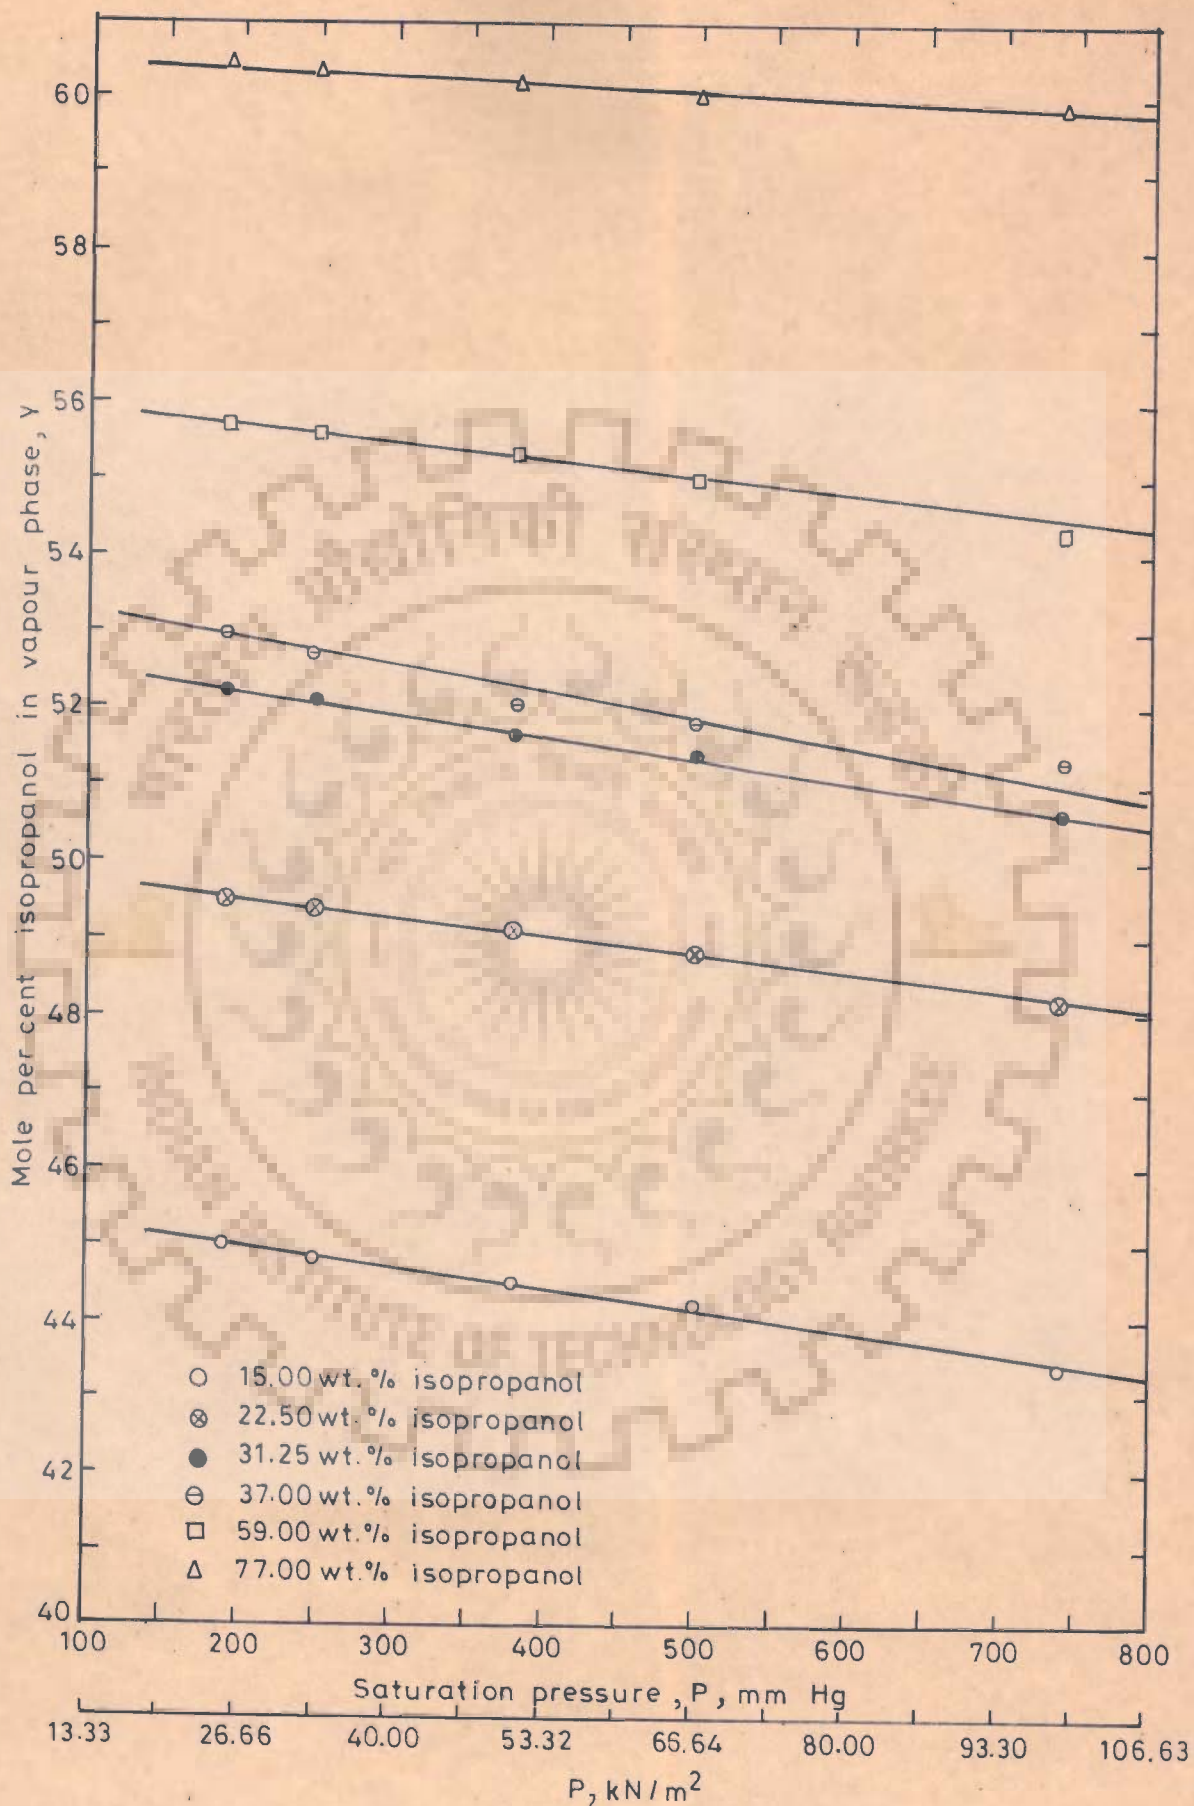 60
58
56
54
52
50
48
46
44
42
40
Mole per cent isopropanol in vapour phase, y
○ 15.00 wt.% isopropanol
⊗ 22.50 wt.% isopropanol
● 31.25 wt.% isopropanol
⊖ 37.00 wt.% isopropanol
□ 59.00 wt.% isopropanol
△ 77.00 wt.% isopropanol
100 200 300 400 500 600 700 800
Saturation pressure, P, mm Hg
13.33 26.66 40.00 53.32 66.64 80.00 93.30 106.63
P, kN/m²
OF TECHNOLOGY